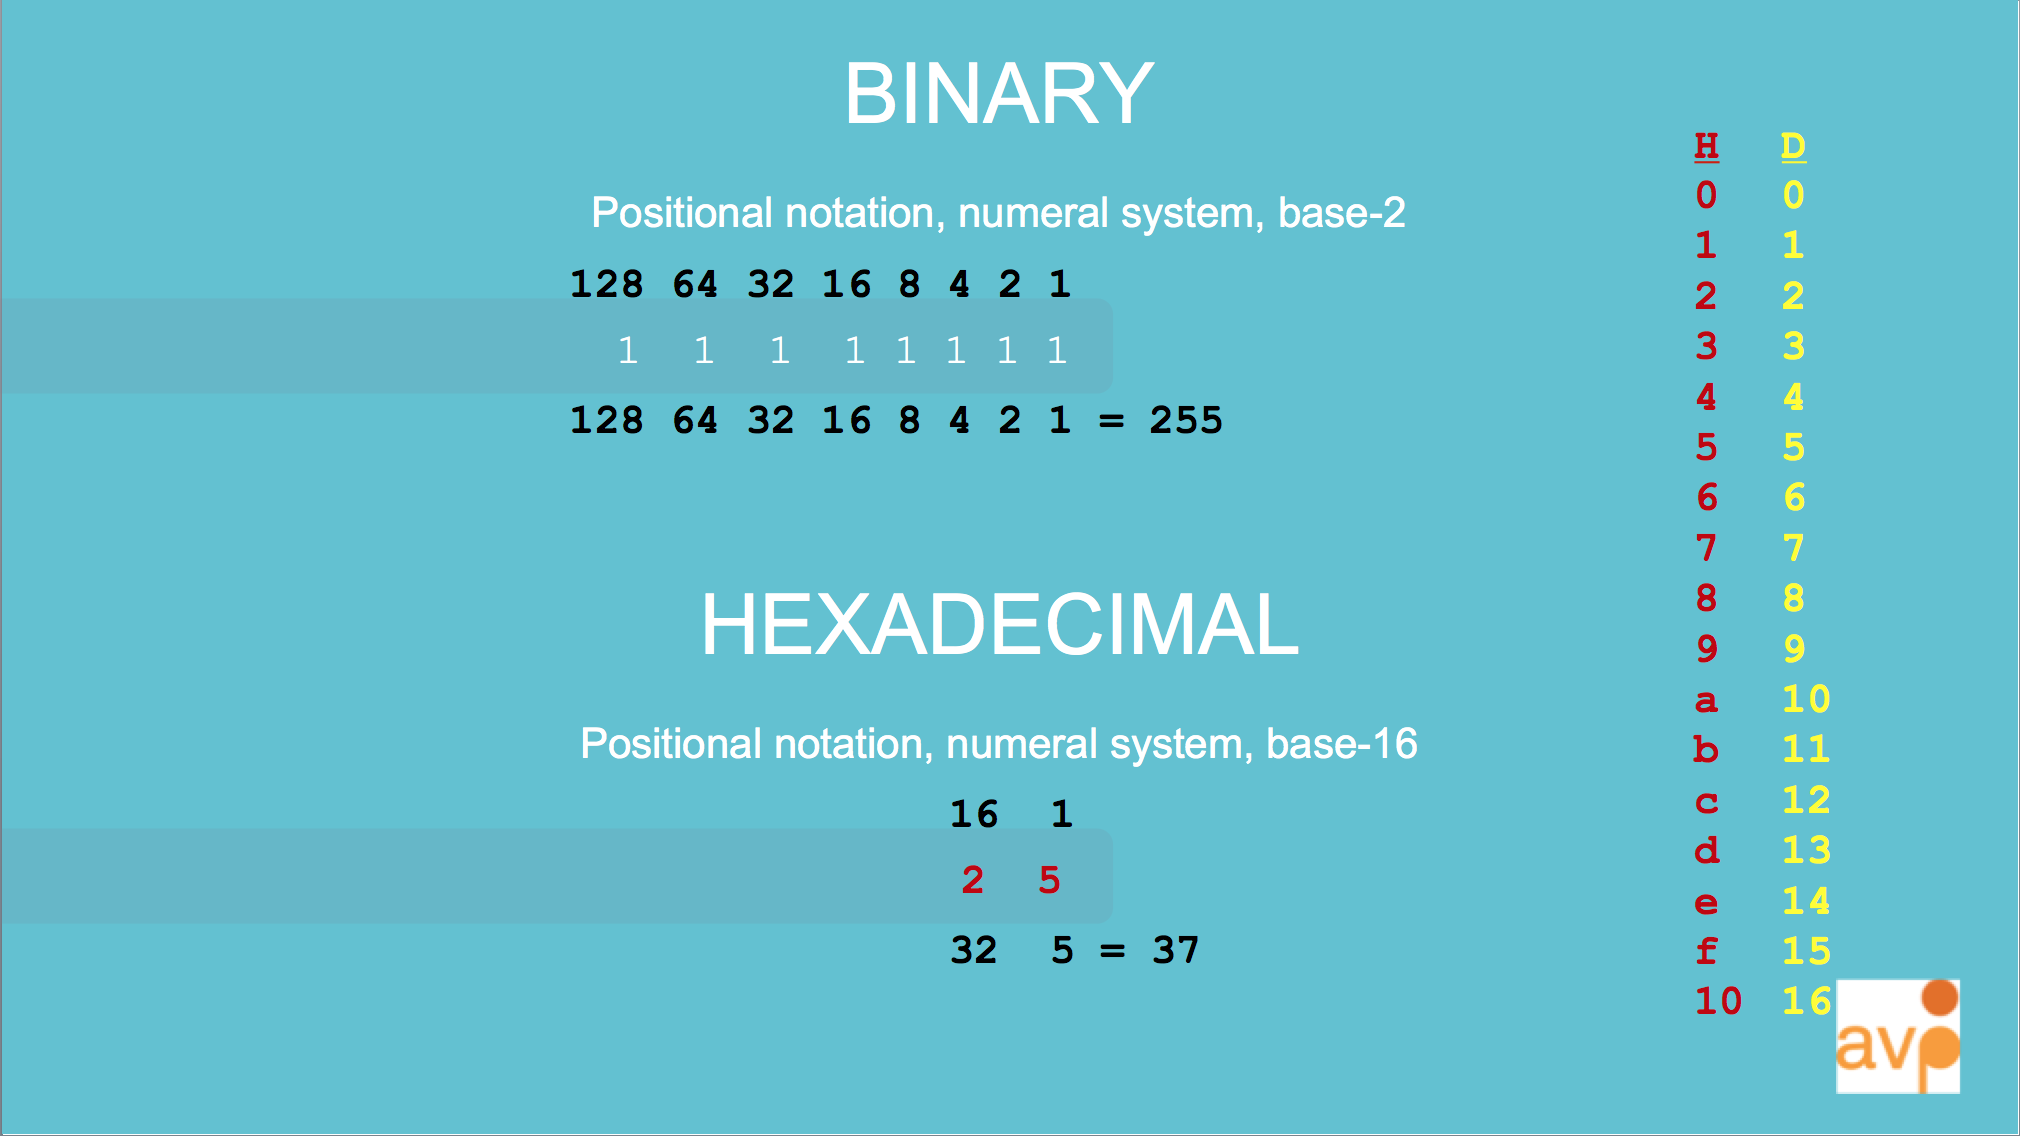 BINARY
Positional notation, numeral system, base-2
128 64 32 16 8 4 2 1
1 1 1 1 1 1 1 1
128 64 32 16 8 4 2 1 = 255
HEXADECIMAL
Positional notation, numeral system, base-16
16 1
2 5
32 5 = 37
H D
0 0
1 1
2 2
3 3
4 4
5 5
6 6
7 7
8 8
9 9
a 10
b 11
c 12
d 13
e 14
f 15
10 16
avp